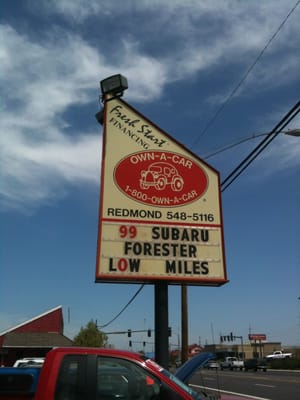 Fresh Start
FINANCING
OWN-A-CAR
1-800-OWN-A-CAR
REDMOND 548-5116
99 SUBARU
FORESTER
LOW MILES